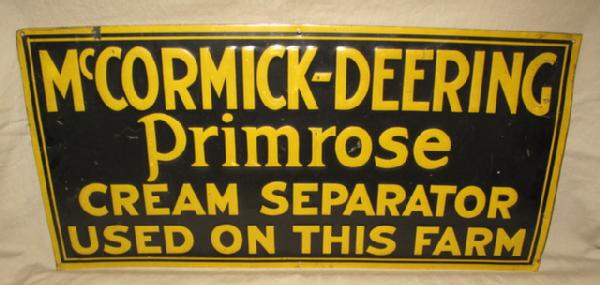 McCORMICK-DEERING
Primrose
CREAM SEPARATOR
USED ON THIS FARM